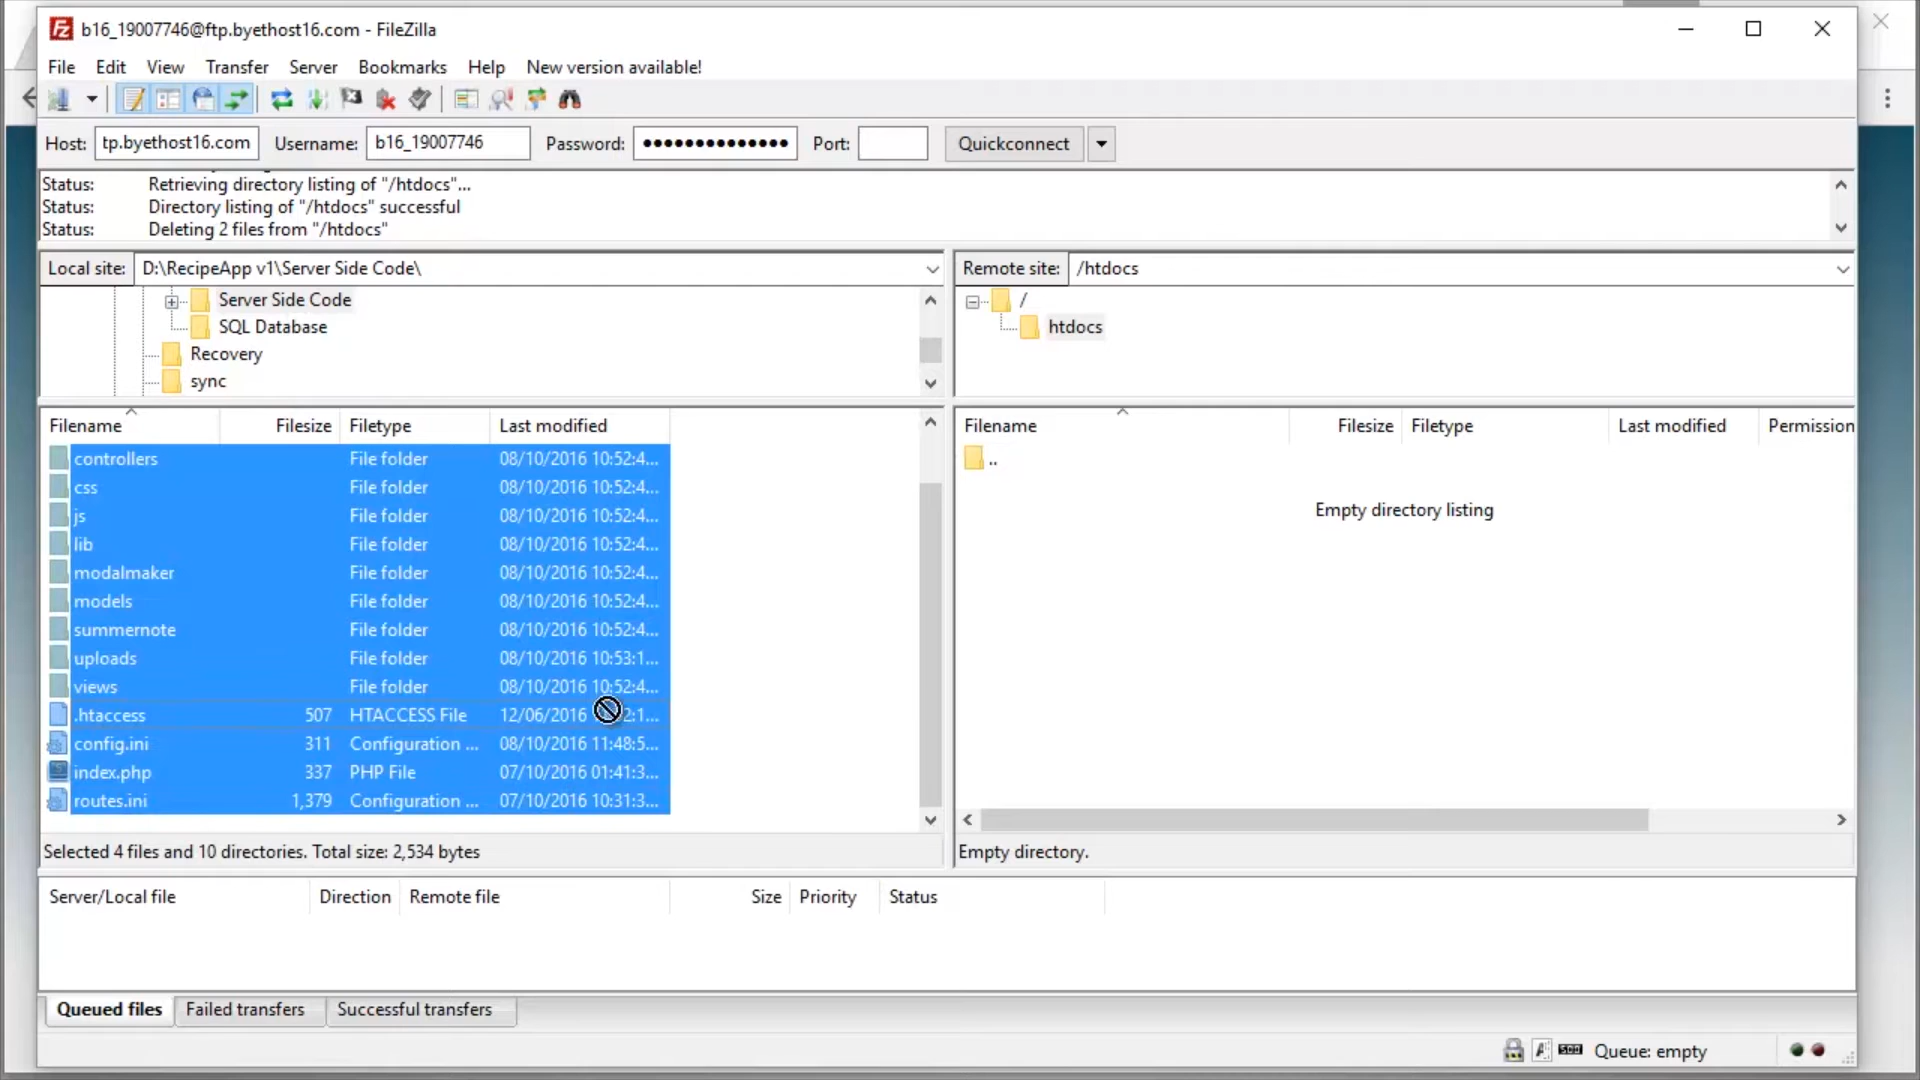 b16_19007746@ftp.byethost16.com - FileZilla
File Edit View Transfer Server Bookmarks Help New version available!
Host: tp.byethost16.com Username: b16_19007746 Password: ●●●●●●●●●●●●●● Port: Quickconnect
Status: Retrieving directory listing of "/htdocs"...
Status: Directory listing of "/htdocs" successful
Status: Deleting 2 files from "/htdocs"
Local site: D:\RecipeApp v1\Server Side Code\
Server Side Code
SQL Database
Recovery
sync
Remote site: /htdocs
/
htdocs
Filename Filesize Filetype Last modified
controllers File folder 08/10/2016 10:52:4...
css File folder 08/10/2016 10:52:4...
js File folder 08/10/2016 10:52:4...
lib File folder 08/10/2016 10:52:4...
modalmaker File folder 08/10/2016 10:52:4...
models File folder 08/10/2016 10:52:4...
summernote File folder 08/10/2016 10:52:4...
uploads File folder 08/10/2016 10:53:1...
views File folder 08/10/2016 10:52:4...
.htaccess 507 HTACCESS File 12/06/2016
config.ini 311 Configuration ... 08/10/2016 11:48:5...
index.php 337 PHP File 07/10/2016 01:41:3...
routes.ini 1,379 Configuration ... 07/10/2016 10:31:3...
Selected 4 files and 10 directories. Total size: 2,534 bytes
Filename Filesize Filetype Last modified Permission
..
Empty directory listing
Empty directory.
Server/Local file Direction Remote file Size Priority Status
Queued files Failed transfers Successful transfers
Queue: empty